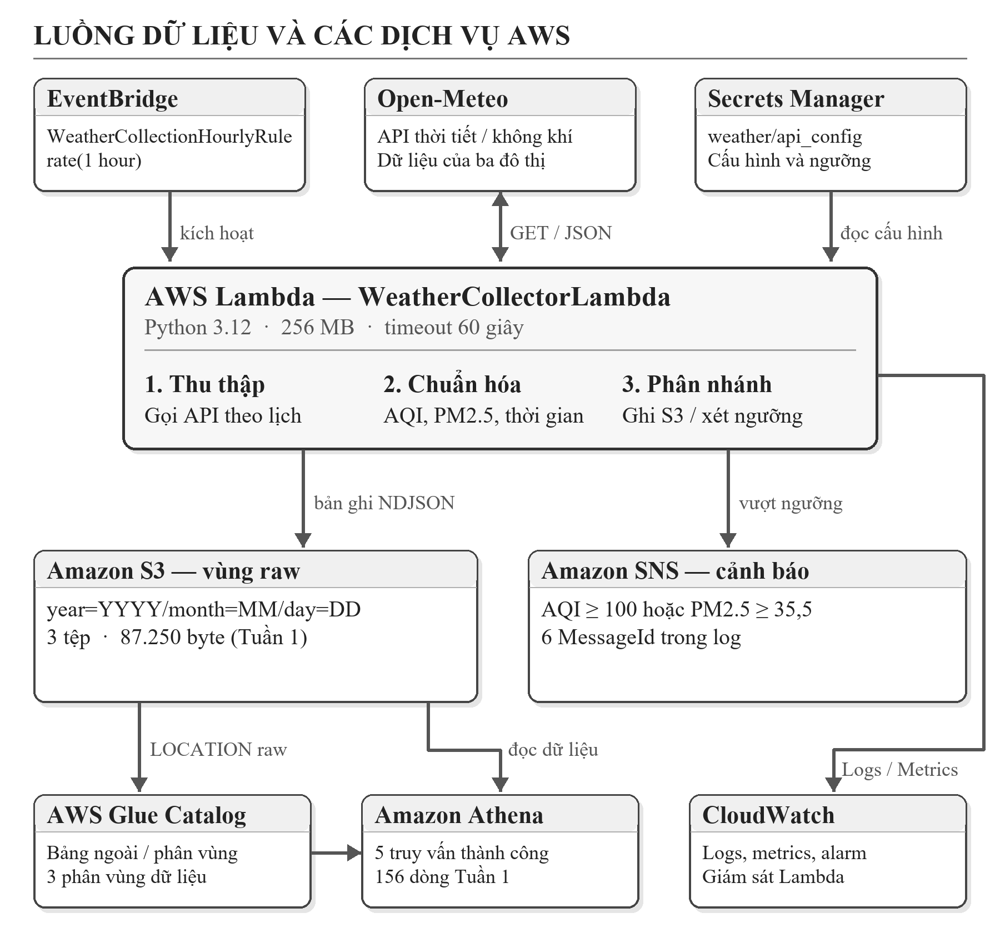 LUỒNG DỮ LIỆU VÀ CÁC DỊCH VỤ AWS
EventBridge
WeatherCollectionHourlyRule
rate(1 hour)
Open-Meteo
API thời tiết / không khí
Dữ liệu của ba đô thị
Secrets Manager
weather/api_config
Cấu hình và ngưỡng
kích hoạt
GET / JSON
đọc cấu hình
AWS Lambda — WeatherCollectorLambda
Python 3.12 · 256 MB · timeout 60 giây
1. Thu thập
Gọi API theo lịch
2. Chuẩn hóa
AQI, PM2.5, thời gian
3. Phân nhánh
Ghi S3 / xét ngưỡng
bản ghi NDJSON
vượt ngưỡng
Amazon S3 — vùng raw
year=YYYY/month=MM/day=DD
3 tệp · 87.250 byte (Tuần 1)
Amazon SNS — cảnh báo
AQI ≥ 100 hoặc PM2.5 ≥ 35,5
6 MessageId trong log
LOCATION raw
đọc dữ liệu
Logs / Metrics
AWS Glue Catalog
Bảng ngoài / phân vùng
3 phân vùng dữ liệu
Amazon Athena
5 truy vấn thành công
156 dòng Tuần 1
CloudWatch
Logs, metrics, alarm
Giám sát Lambda